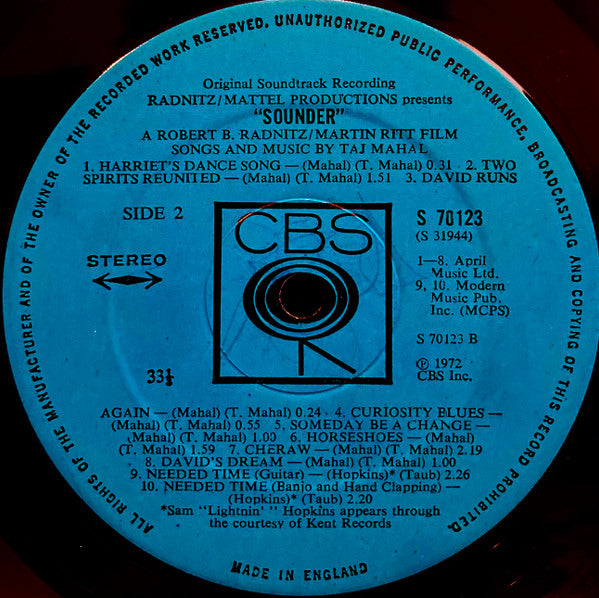 ALL RIGHTS OF THE MANUFACTURER AND OF THE OWNER OF THE RECORDED WORK RESERVED. UNAUTHORIZED PUBLIC PERFORMANCE, BROADCASTING AND COPYING OF THIS RECORD PROHIBITED.
Original Soundtrack Recording
RADNITZ/MATTEL PRODUCTIONS presents
"SOUNDER"
A ROBERT B. RADNITZ/MARTIN RITT FILM
SONGS AND MUSIC BY TAJ MAHAL
1. HARRIET'S DANCE SONG — (Mahal) (T. Mahal) 0.31 · 2. TWO
SPIRITS REUNITED — (Mahal) (T. Mahal) 1.51 3. DAVID RUNS
SIDE 2
STEREO
33⅓
CBS
S 70123
(S 31944)
1—8. April
Music Ltd.
9, 10. Modern
Music Pub.
Inc. (MCPS)
S 70123 B
℗ 1972
CBS Inc.
AGAIN — (Mahal) (T. Mahal) 0.24 · 4. CURIOSITY BLUES —
(Mahal) (T. Mahal) 0.55 5. SOMEDAY BE A CHANGE —
(Mahal) (T. Mahal) 1.00 6. HORSESHOES — (Mahal)
(T. Mahal) 1.59 7. CHERAW — (Mahal) (T. Mahal) 2.19
8. DAVID'S DREAM — (Mahal) (T. Mahal) 1.00
9. NEEDED TIME (Guitar) — (Hopkins)* (Taub) 2.26
10. NEEDED TIME (Banjo and Hand Clapping) —
(Hopkins)* (Taub) 2.20
*Sam "Lightnin'" Hopkins appears through
the courtesy of Kent Records
MADE IN ENGLAND